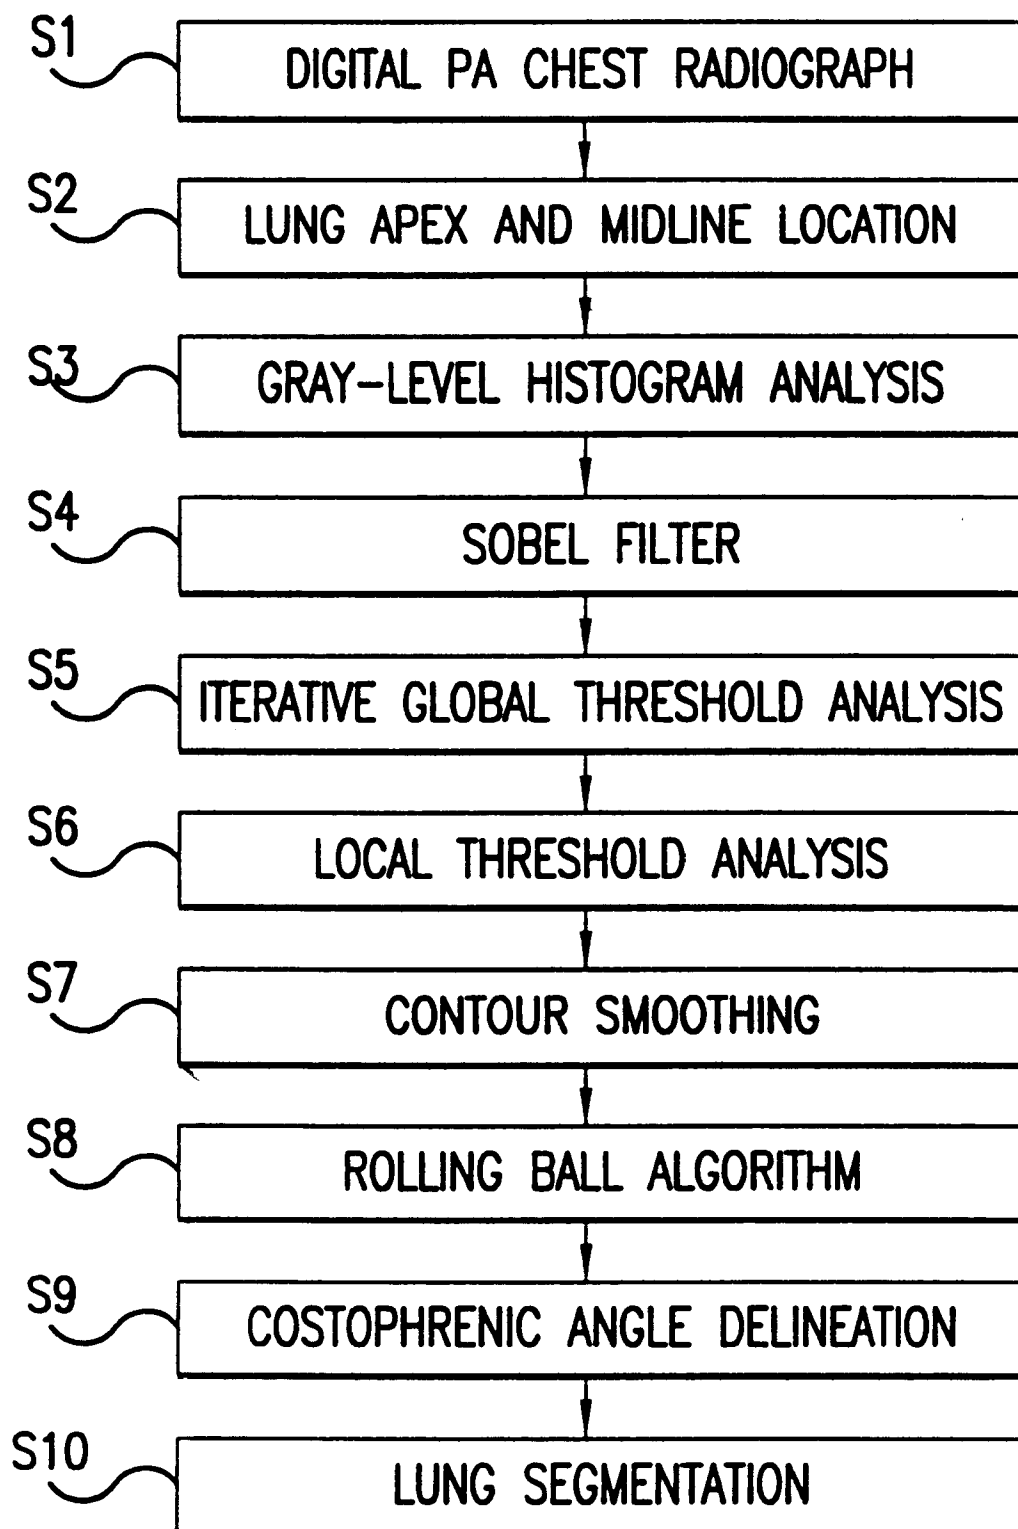 S1
DIGITAL PA CHEST RADIOGRAPH
S2
LUNG APEX AND MIDLINE LOCATION
S3
GRAY-LEVEL HISTOGRAM ANALYSIS
S4
SOBEL FILTER
S5
ITERATIVE GLOBAL THRESHOLD ANALYSIS
S6
LOCAL THRESHOLD ANALYSIS
S7
CONTOUR SMOOTHING
S8
ROLLING BALL ALGORITHM
S9
COSTOPHRENIC ANGLE DELINEATION
S10
LUNG SEGMENTATION